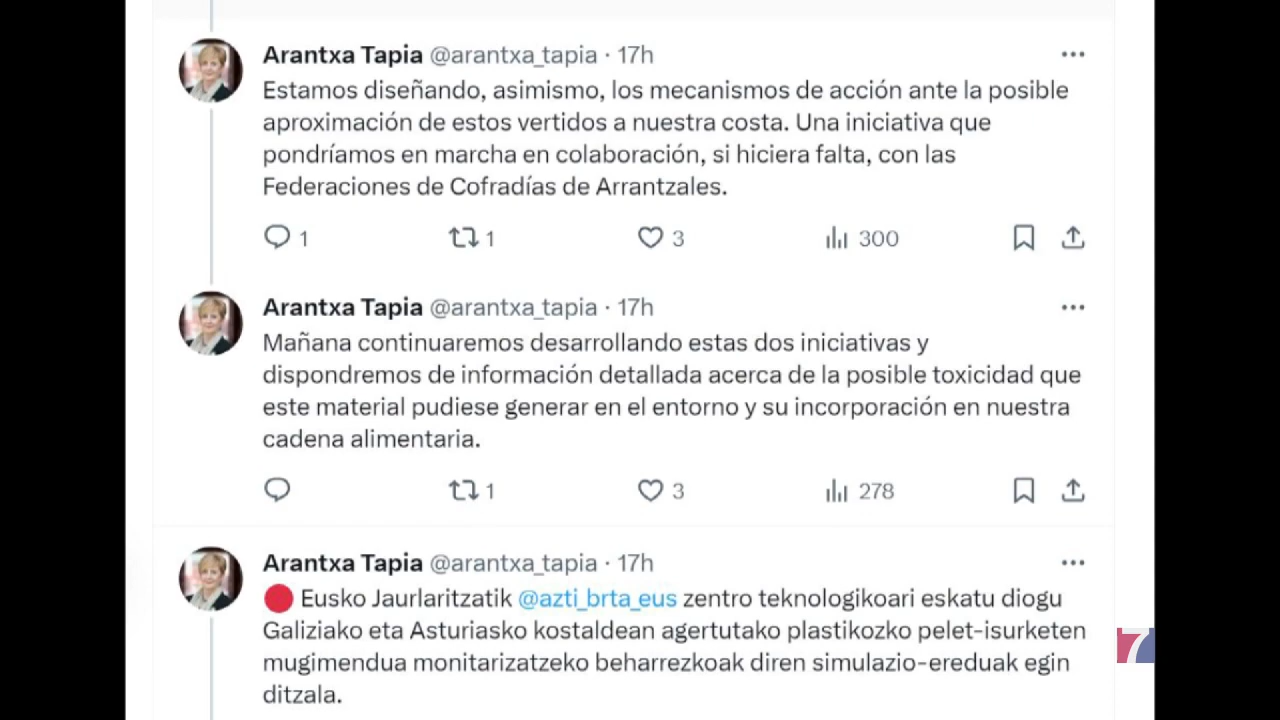 Arantxa Tapia @arantxa_tapia · 17h
Estamos diseñando, asimismo, los mecanismos de acción ante la posible
aproximación de estos vertidos a nuestra costa. Una iniciativa que
pondríamos en marcha en colaboración, si hiciera falta, con las
Federaciones de Cofradías de Arrantzales.
1 1 3 300
Arantxa Tapia @arantxa_tapia · 17h
Mañana continuaremos desarrollando estas dos iniciativas y
dispondremos de información detallada acerca de la posible toxicidad que
este material pudiese generar en el entorno y su incorporación en nuestra
cadena alimentaria.
1 3 278
Arantxa Tapia @arantxa_tapia · 17h
🔴 Eusko Jaurlaritzatik @azti_brta_eus zentro teknologikoari eskatu diogu
Galiziako eta Asturiasko kostaldean agertutako plastikozko pelet-isurketen
mugimendua monitarizatzeko beharrezkoak diren simulazio-ereduak egin
ditzala.
7